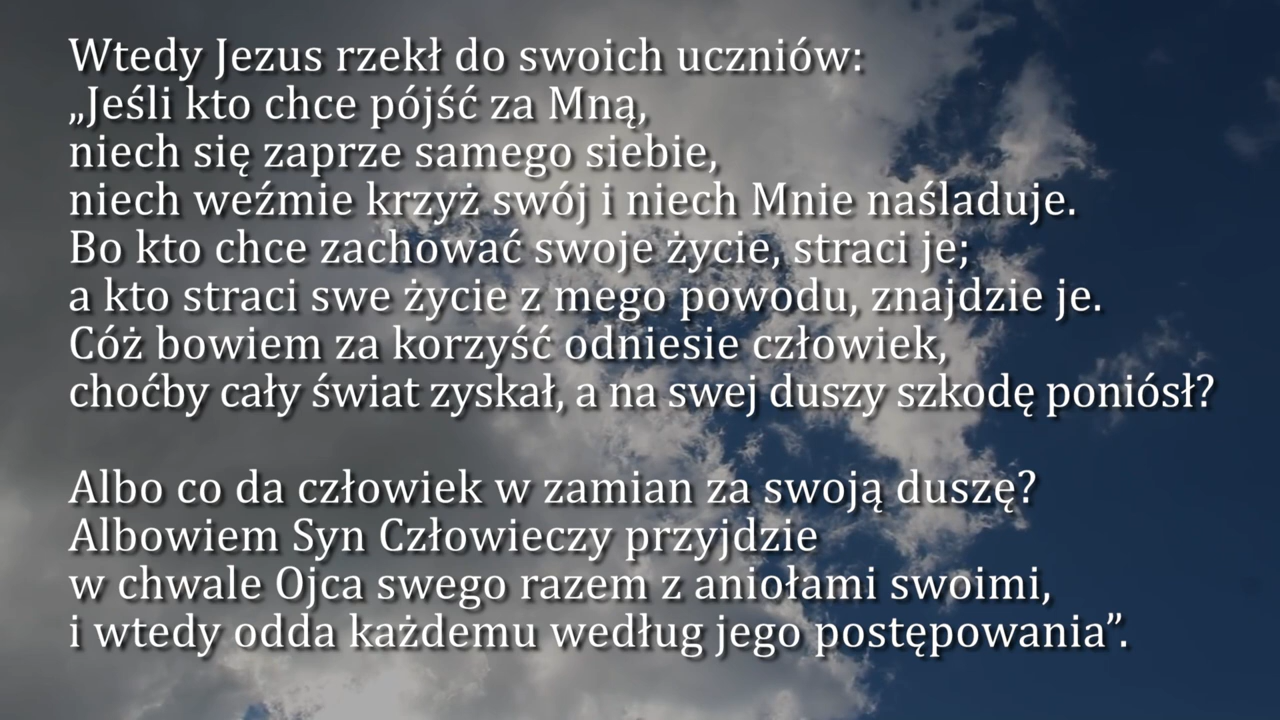 Wtedy Jezus rzekł do swoich uczniów:
„Jeśli kto chce pójść za Mną,
niech się zaprze samego siebie,
niech weźmie krzyż swój i niech Mnie naśladuje.
Bo kto chce zachować swoje życie, straci je;
a kto straci swe życie z mego powodu, znajdzie je.
Cóż bowiem za korzyść odniesie człowiek,
choćby cały świat zyskał, a na swej duszy szkodę poniósł?
Albo co da człowiek w zamian za swoją duszę?
Albowiem Syn Człowieczy przyjdzie
w chwale Ojca swego razem z aniołami swoimi,
i wtedy odda każdemu według jego postępowania”.